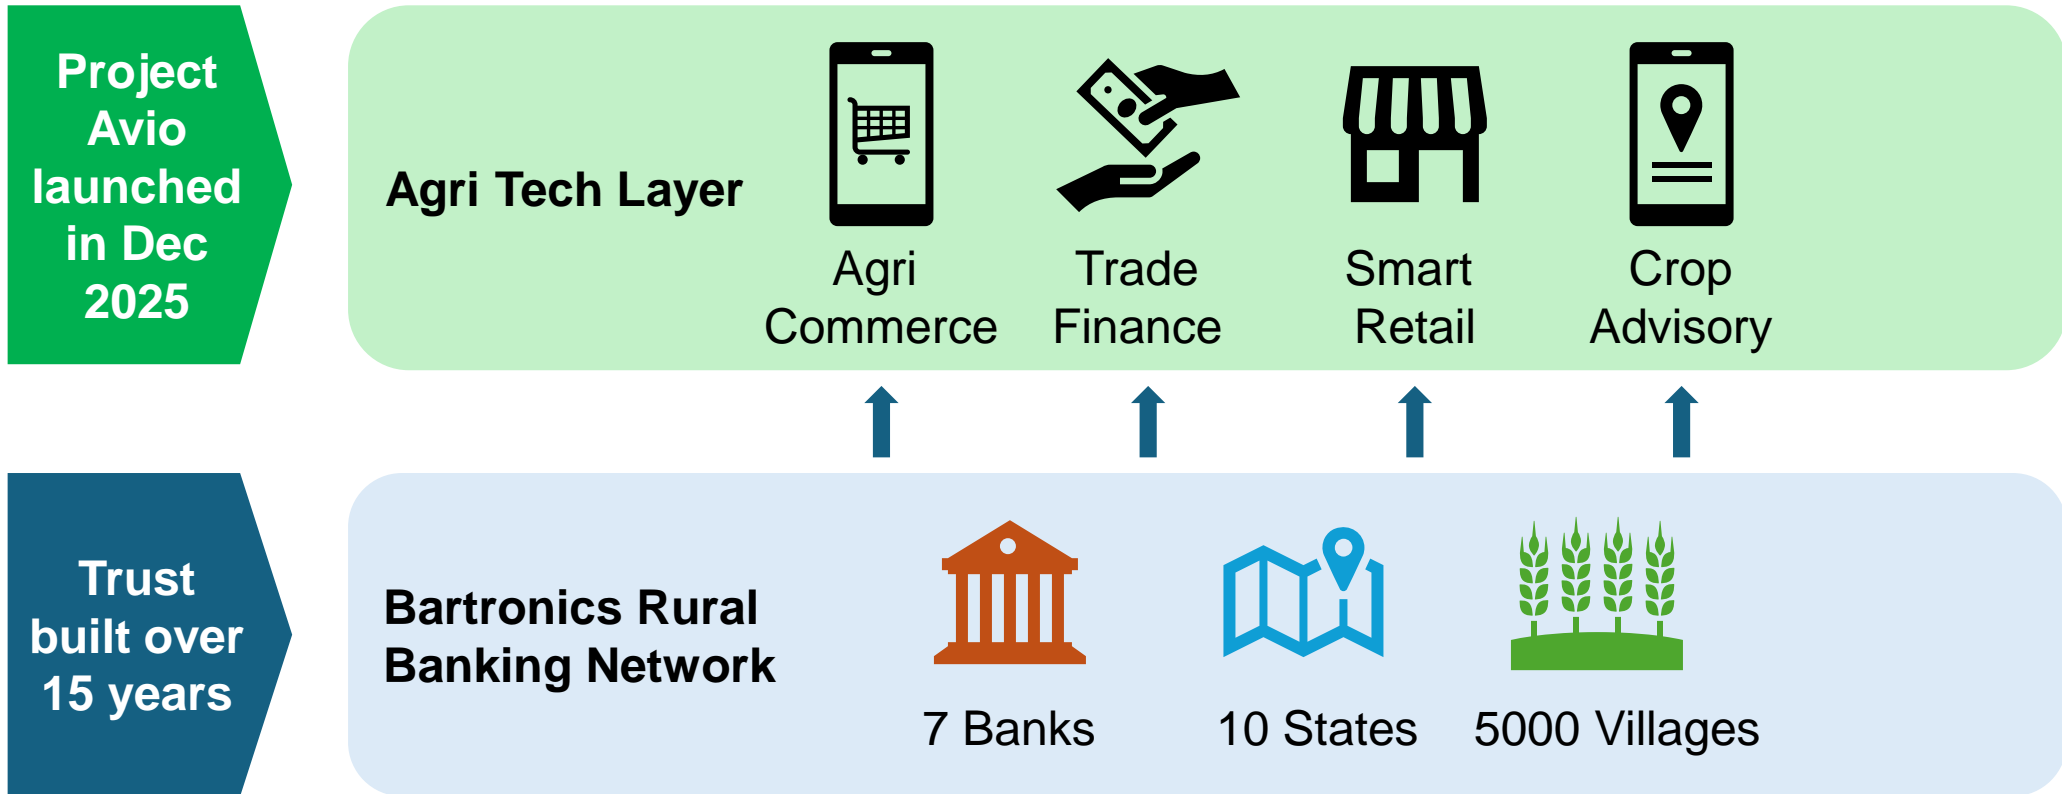 Project
Avio
launched
in Dec
2025
Agri Tech Layer
Agri
Commerce
Trade
Finance
Smart
Retail
Crop
Advisory
Trust
built over
15 years
Bartronics Rural
Banking Network
7 Banks
10 States
5000 Villages